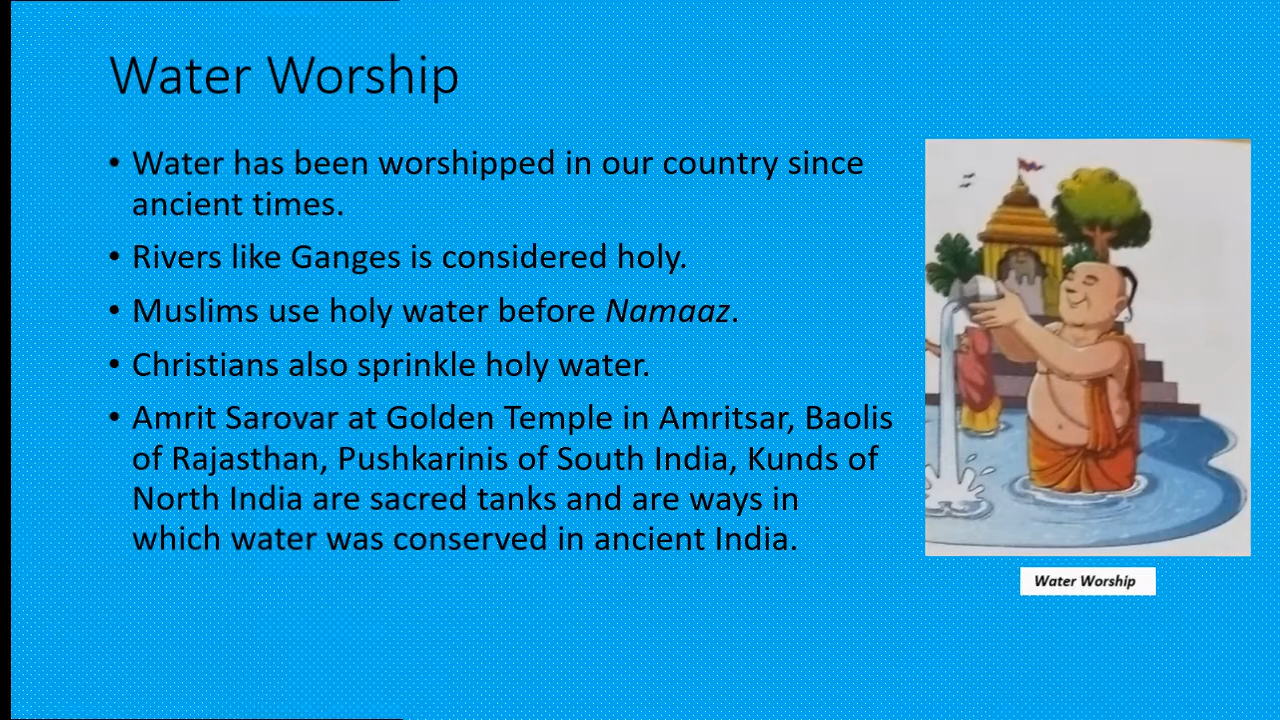 Water Worship
• Water has been worshipped in our country since
ancient times.
• Rivers like Ganges is considered holy.
• Muslims use holy water before Namaaz.
• Christians also sprinkle holy water.
• Amrit Sarovar at Golden Temple in Amritsar, Baolis
of Rajasthan, Pushkarinis of South India, Kunds of
North India are sacred tanks and are ways in
which water was conserved in ancient India.
Water Worship